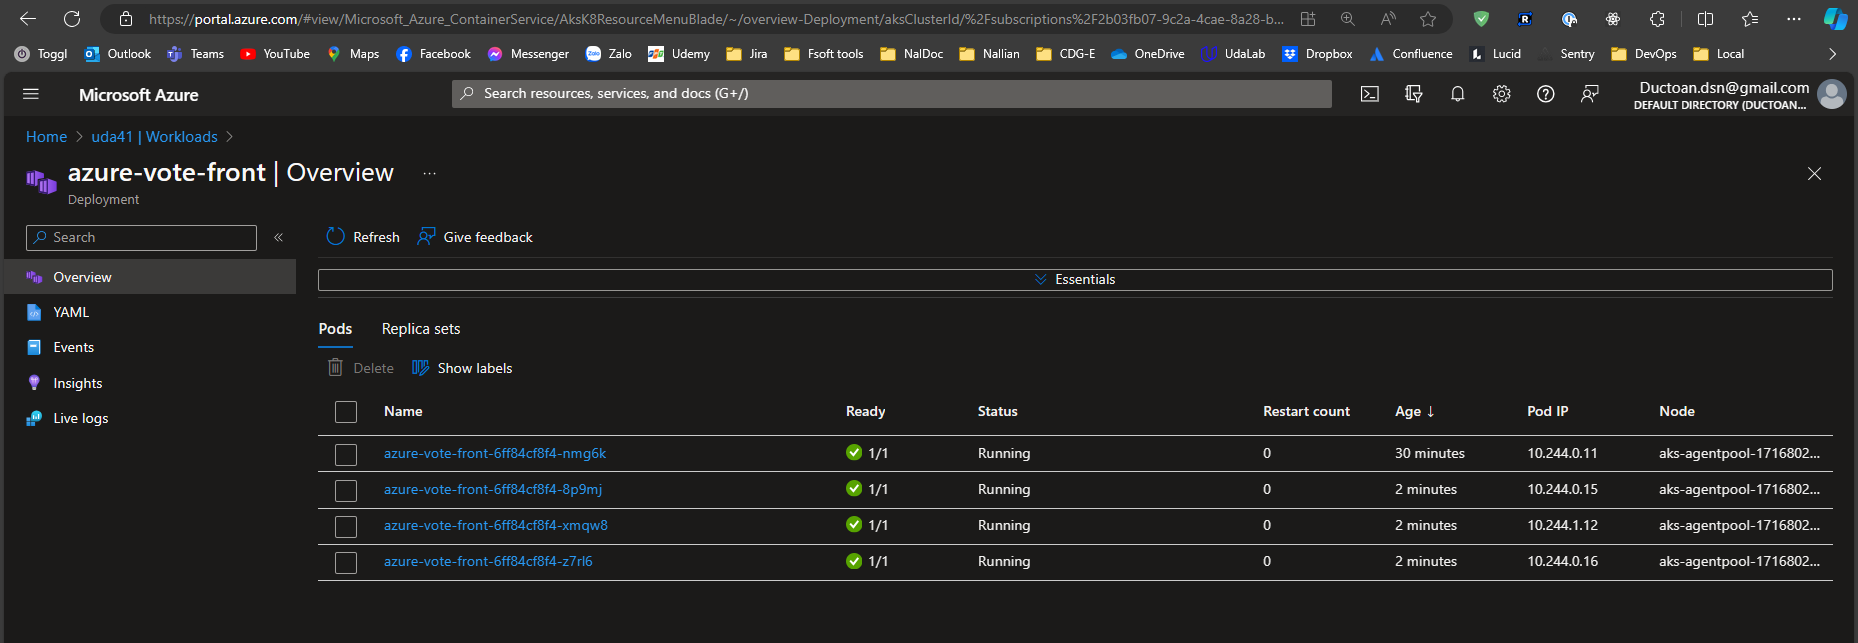 https://portal.azure.com/#view/Microsoft_Azure_ContainerService/AksK8ResourceMenuBlade/~/overview-Deployment/aksClusterId/%2Fsubscriptions%2F2b03fb07-9c2a-4cae-8a28-b...
Toggl Outlook Teams YouTube Maps Facebook Messenger Zalo Udemy Jira Fsoft tools NalDoc Nallian CDG-E OneDrive UdaLab Dropbox Confluence Lucid Sentry DevOps Local
Microsoft Azure
Search resources, services, and docs (G+/)
Ductoan.dsn@gmail.com
DEFAULT DIRECTORY (DUCTOAN...
Home > uda41 | Workloads >
azure-vote-front | Overview ...
Deployment
Search «
Refresh Give feedback
Overview
Essentials
YAML
Events
Insights
Live logs
Pods Replica sets
Delete Show labels
Name Ready Status Restart count Age ↓ Pod IP Node
azure-vote-front-6ff84cf8f4-nmg6k 1/1 Running 0 30 minutes 10.244.0.11 aks-agentpool-1716802...
azure-vote-front-6ff84cf8f4-8p9mj 1/1 Running 0 2 minutes 10.244.0.15 aks-agentpool-1716802...
azure-vote-front-6ff84cf8f4-xmqw8 1/1 Running 0 2 minutes 10.244.1.12 aks-agentpool-1716802...
azure-vote-front-6ff84cf8f4-z7rl6 1/1 Running 0 2 minutes 10.244.0.16 aks-agentpool-1716802...